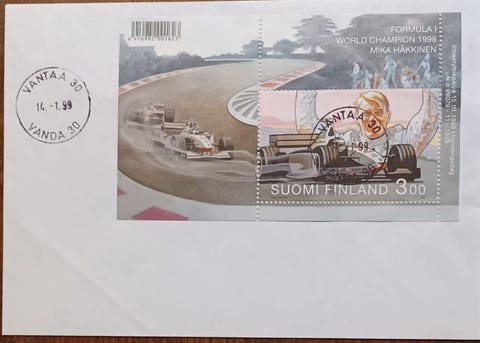 6416982001623
FORMULA I
WORLD CHAMPION 1998
MIKA HÄKKINEN
VANTAA 30
14. -1. 99
VANDA 30
VANTAA 30
SUOMI FINLAND 3.00